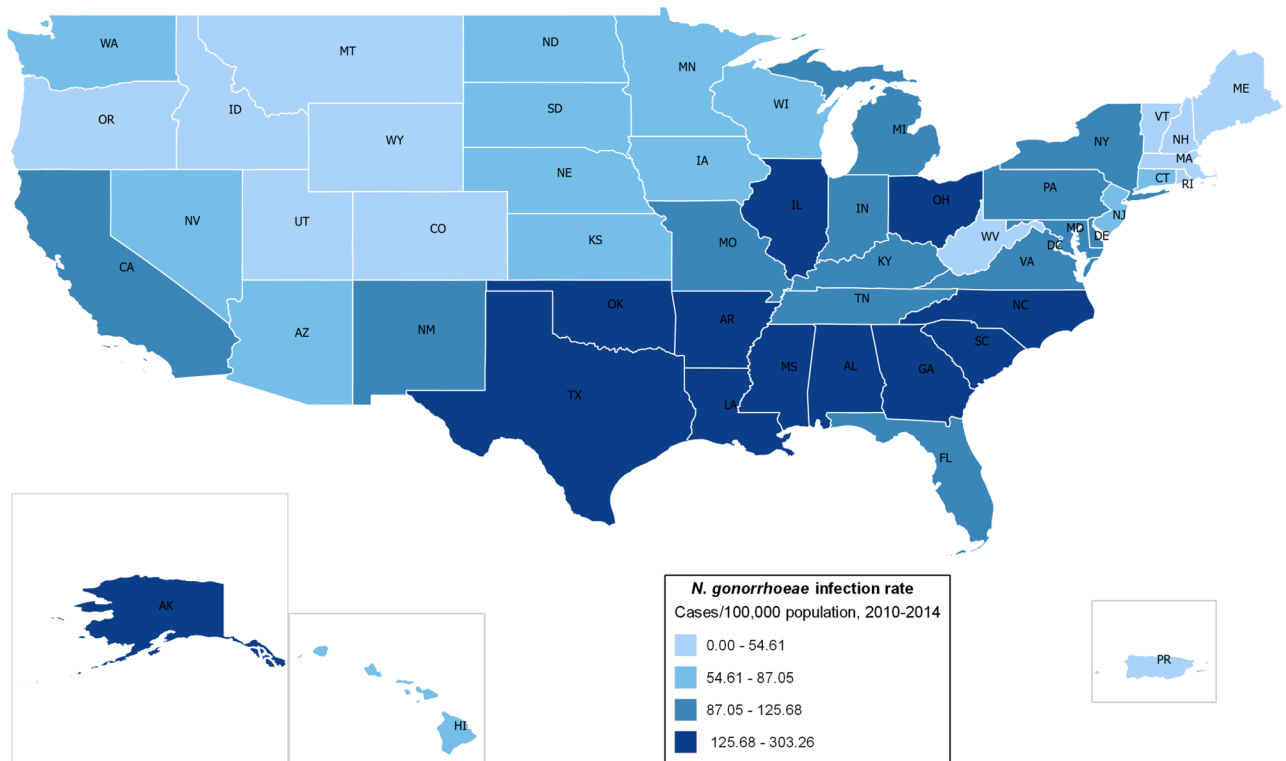 WA
MT
ND
MN
ME
OR
ID
SD
WI
MI
VT
NH
NY
WY
MA
CT
RI
NE
IA
PA
NJ
NV
UT
CO
IL
IN
OH
KS
MO
WV
MD
DC
DE
CA
KY
VA
AZ
NM
OK
AR
TN
NC
TX
LA
MS
AL
GA
SC
FL
AK
HI
PR
N. gonorrhoeae infection rate
Cases/100,000 population, 2010-2014
0.00 - 54.61
54.61 - 87.05
87.05 - 125.68
125.68 - 303.26